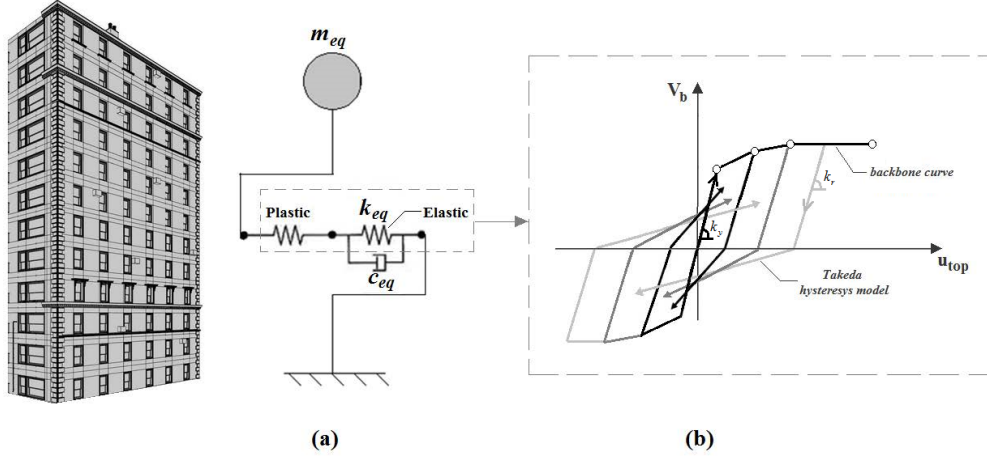 m_eq
Plastic
k_eq
Elastic
c_eq
(a)
V_b
backbone curve
k_r
k_y
u_top
Takeda
hysteresys model
(b)